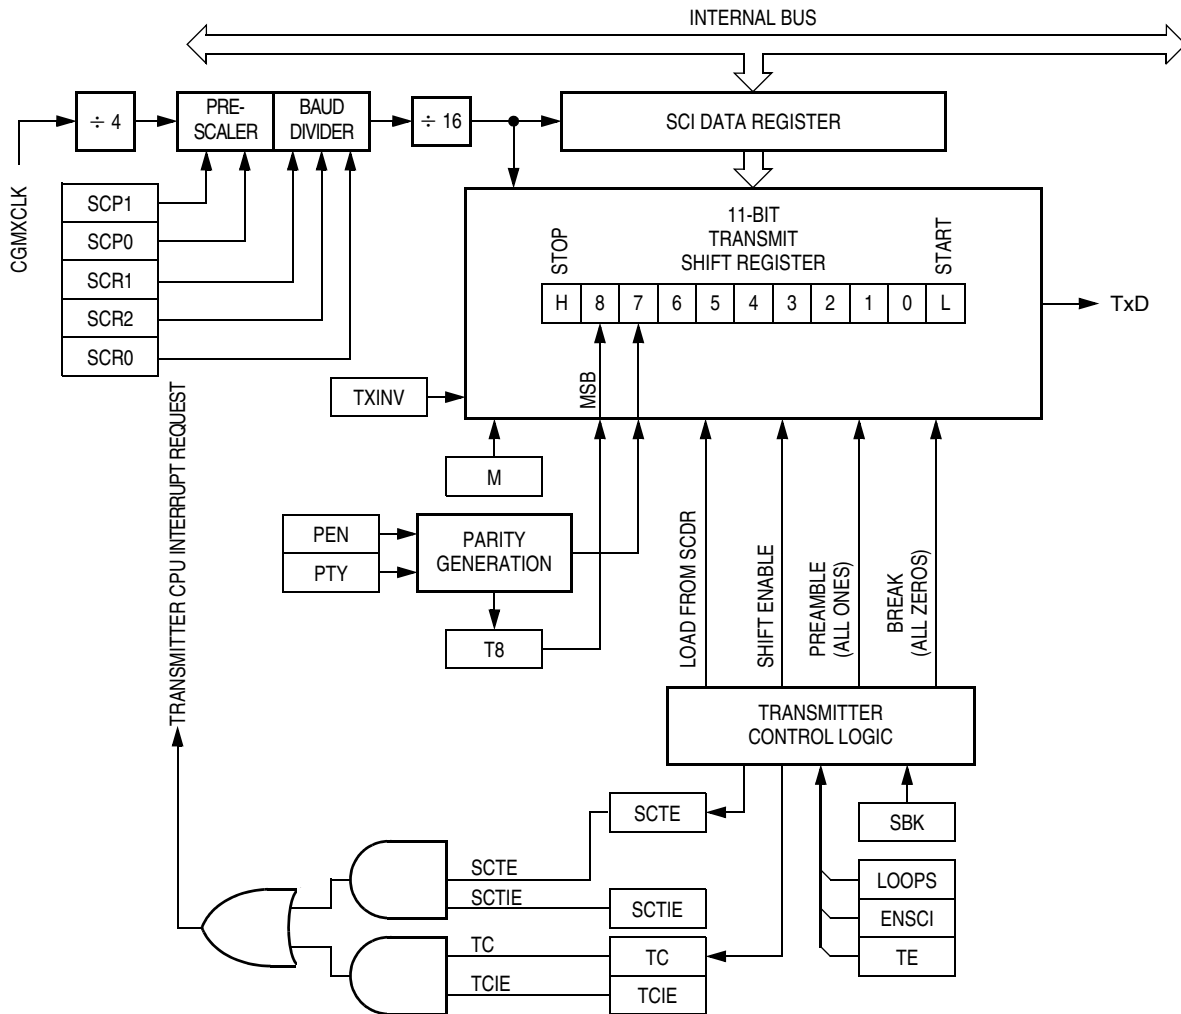 INTERNAL BUS
÷ 4
PRE-
SCALER
BAUD
DIVIDER
÷ 16
SCI DATA REGISTER
CGMXCLK
SCP1
SCP0
SCR1
SCR2
SCR0
11-BIT
TRANSMIT
SHIFT REGISTER
STOP
START
H 8 7 6 5 4 3 2 1 0 L
TxD
TXINV
MSB
M
PEN
PTY
PARITY
GENERATION
T8
LOAD FROM SCDR
SHIFT ENABLE
PREAMBLE
(ALL ONES)
BREAK
(ALL ZEROS)
TRANSMITTER CPU INTERRUPT REQUEST
TRANSMITTER
CONTROL LOGIC
SCTE
SBK
SCTE
SCTIE
SCTIE
LOOPS
ENSCI
TE
TC
TC
TCIE
TCIE